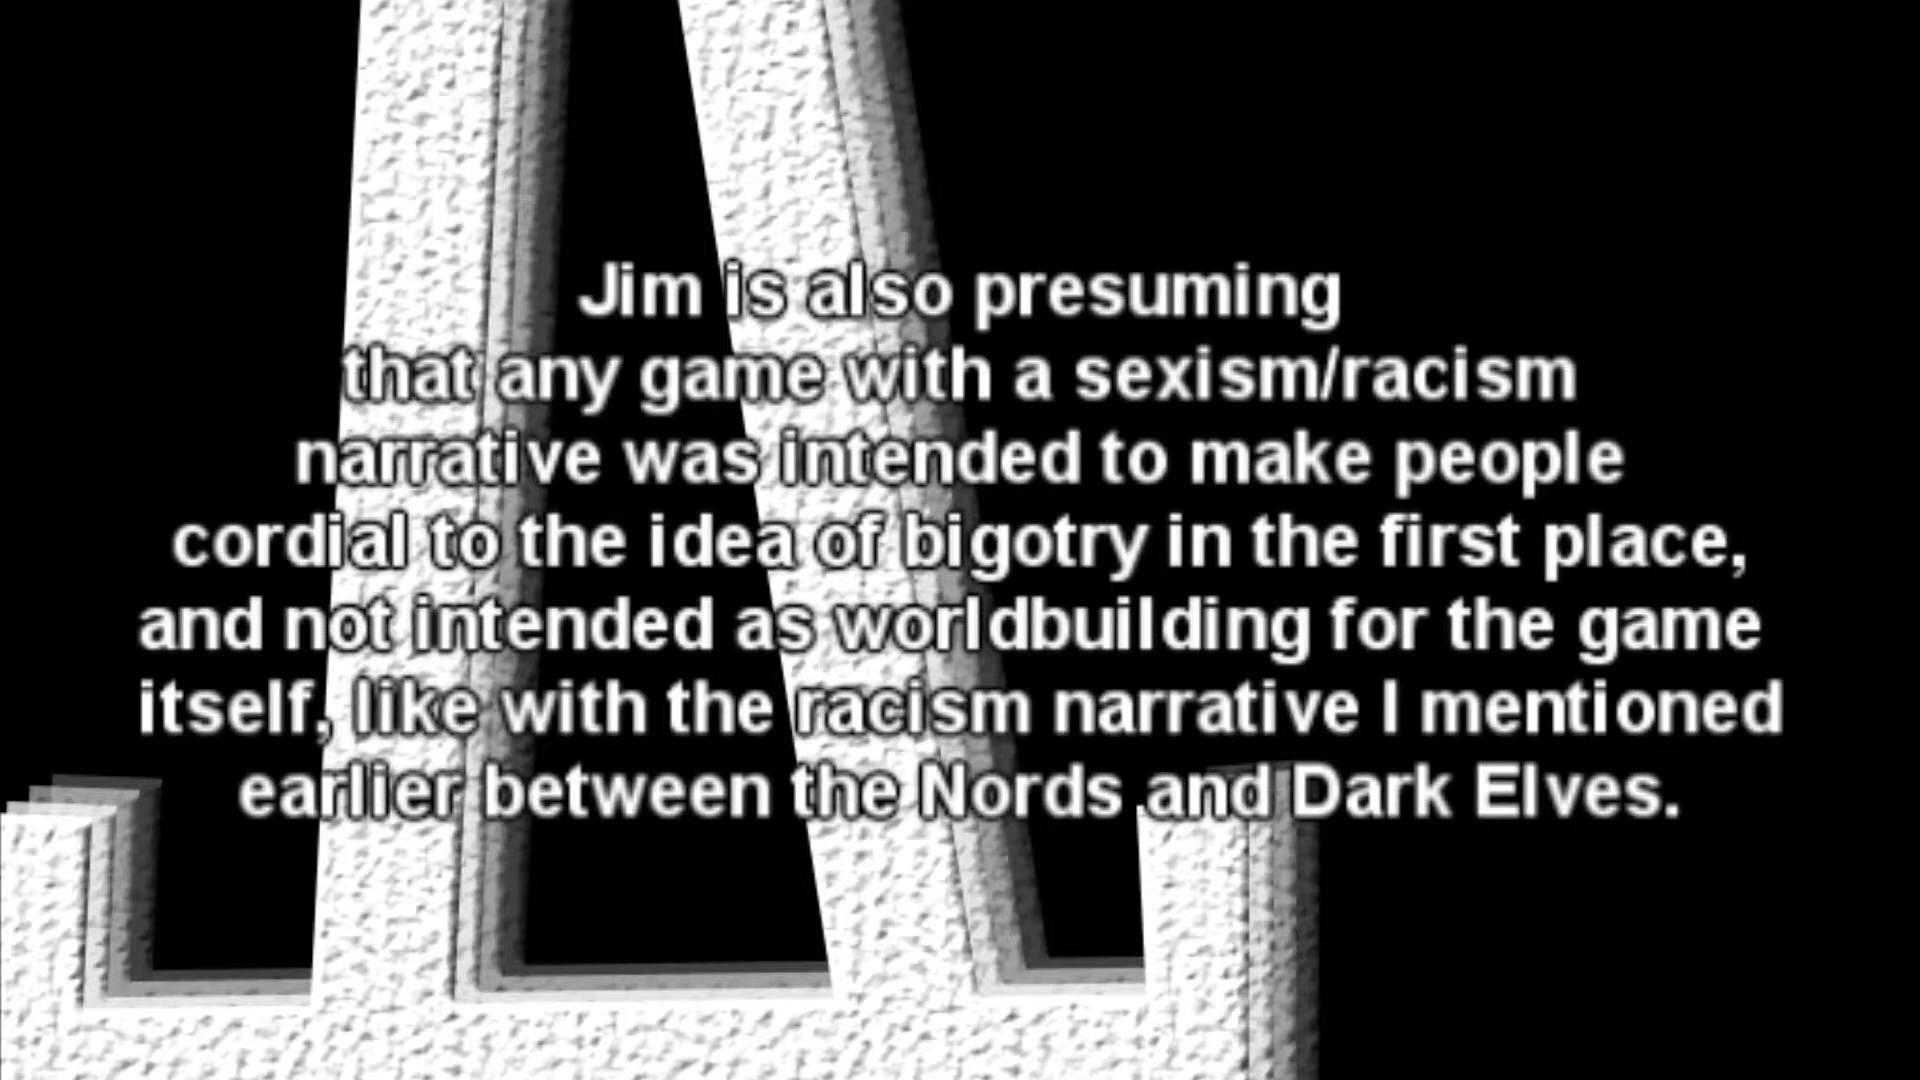 Jim is also presuming
that any game with a sexism/racism
narrative was intended to make people
cordial to the idea of bigotry in the first place,
and not intended as worldbuilding for the game
itself, like with the racism narrative I mentioned
earlier between the Nords and Dark Elves.